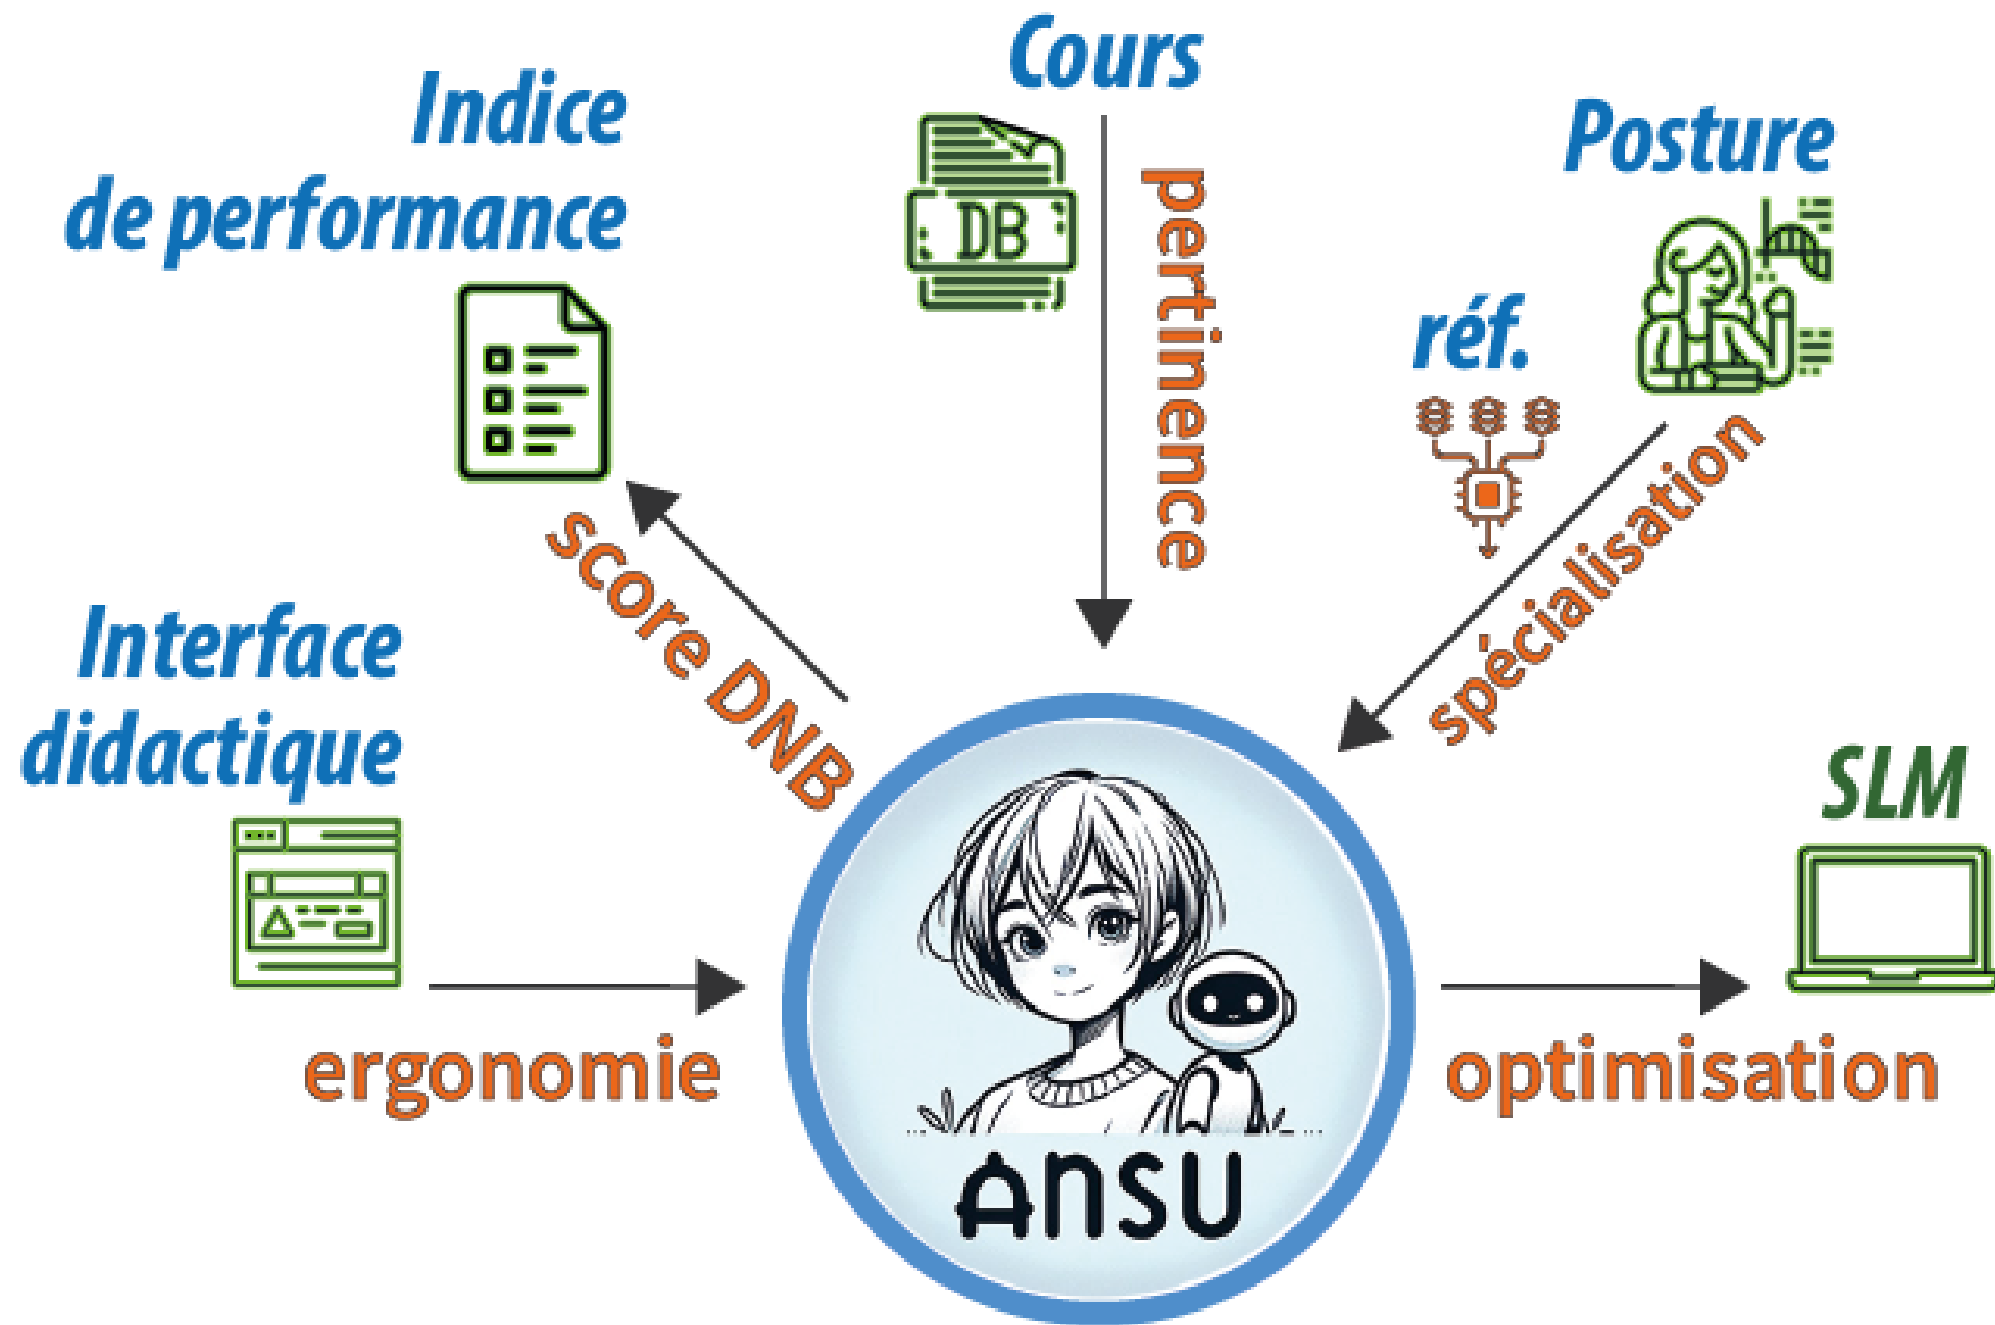 Cours
Indice
de performance
Posture
DB
pertinence
réf.
spécialisation
score DNB
Interface
didactique
SLM
ergonomie
optimisation
ANSU